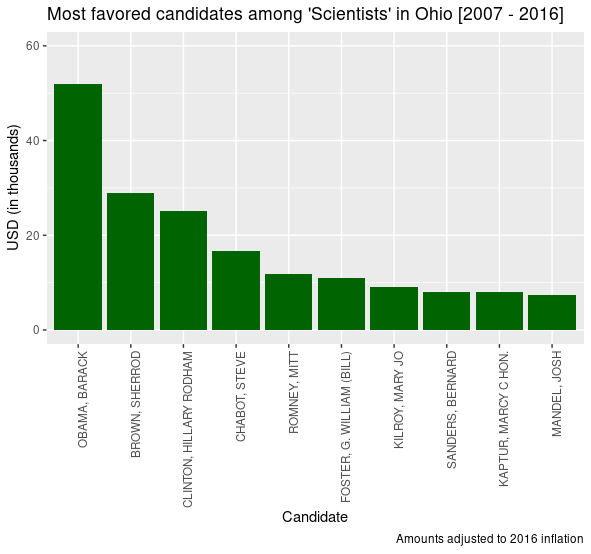 Most favored candidates among 'Scientists' in Ohio [2007 - 2016]
60
40
20
0
USD (in thousands)
OBAMA, BARACK
BROWN, SHERROD
CLINTON, HILLARY RODHAM
CHABOT, STEVE
ROMNEY, MITT
FOSTER, G. WILLIAM (BILL)
KILROY, MARY JO
SANDERS, BERNARD
KAPTUR, MARCY C HON.
MANDEL, JOSH
Candidate
Amounts adjusted to 2016 inflation